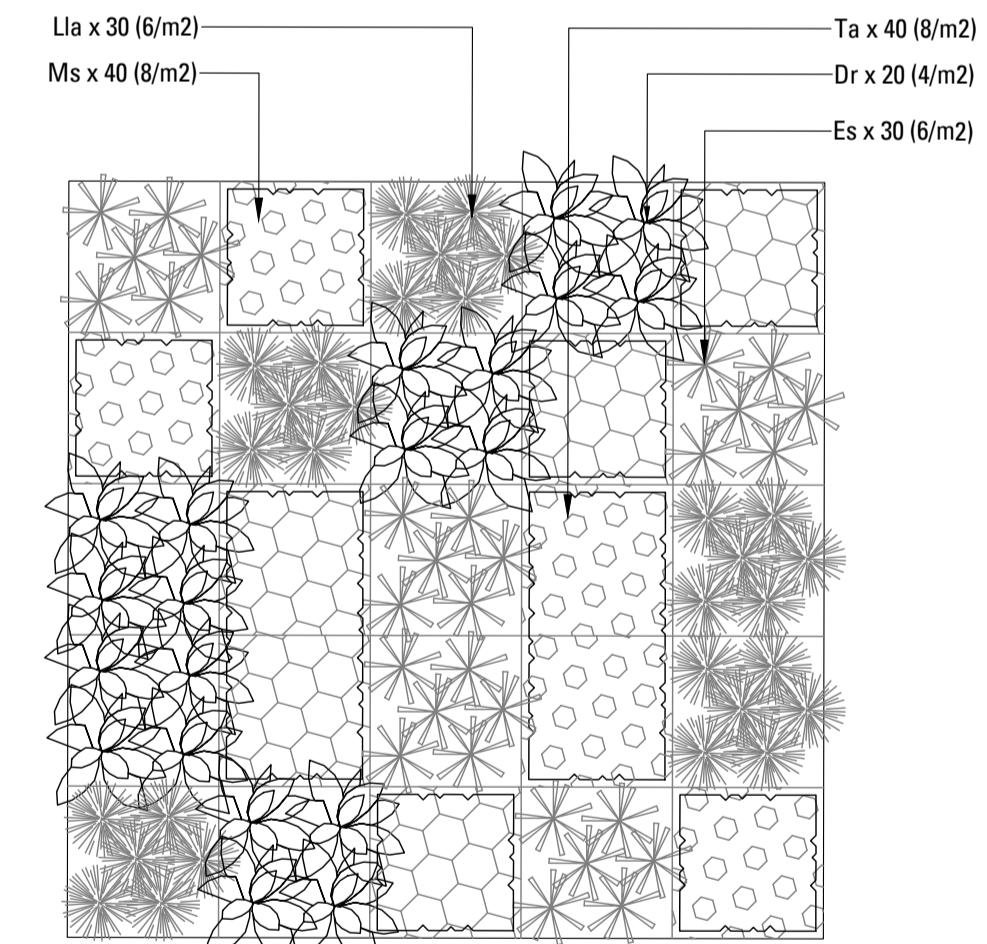 Lla x 30 (6/m2)
Ms x 40 (8/m2)
Ta x 40 (8/m2)
Dr x 20 (4/m2)
Es x 30 (6/m2)